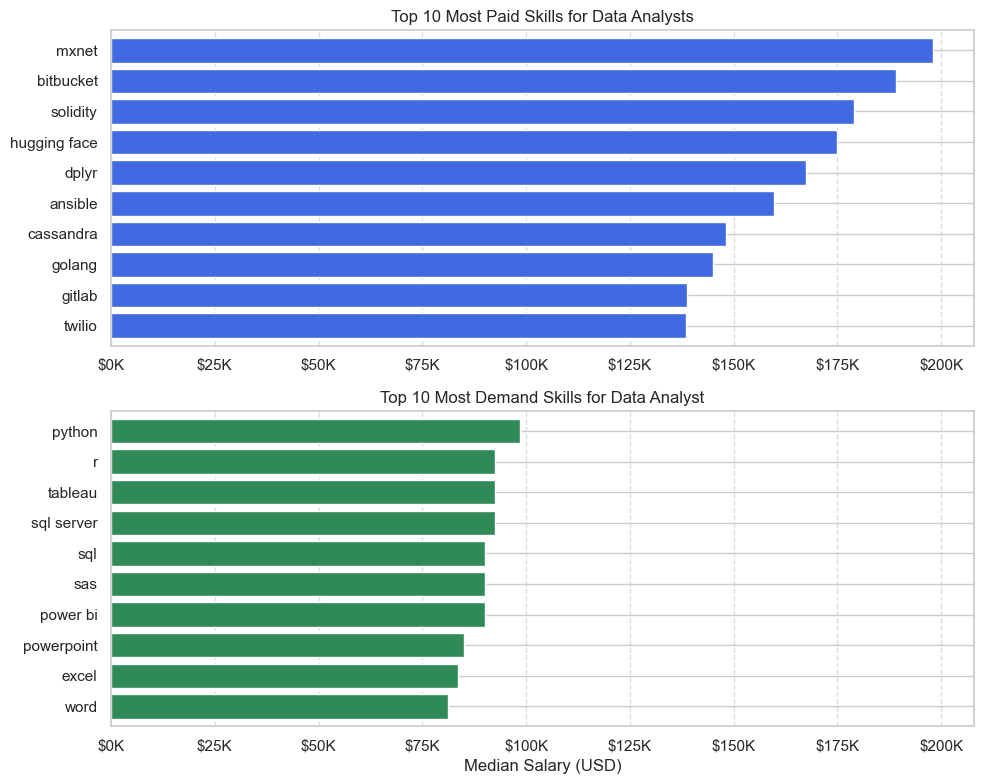 Top 10 Most Paid Skills for Data Analysts
mxnet
bitbucket
solidity
hugging face
dplyr
ansible
cassandra
golang
gitlab
twilio
$0K $25K $50K $75K $100K $125K $150K $175K $200K
Top 10 Most Demand Skills for Data Analyst
python
r
tableau
sql server
sql
sas
power bi
powerpoint
excel
word
$0K $25K $50K $75K $100K $125K $150K $175K $200K
Median Salary (USD)